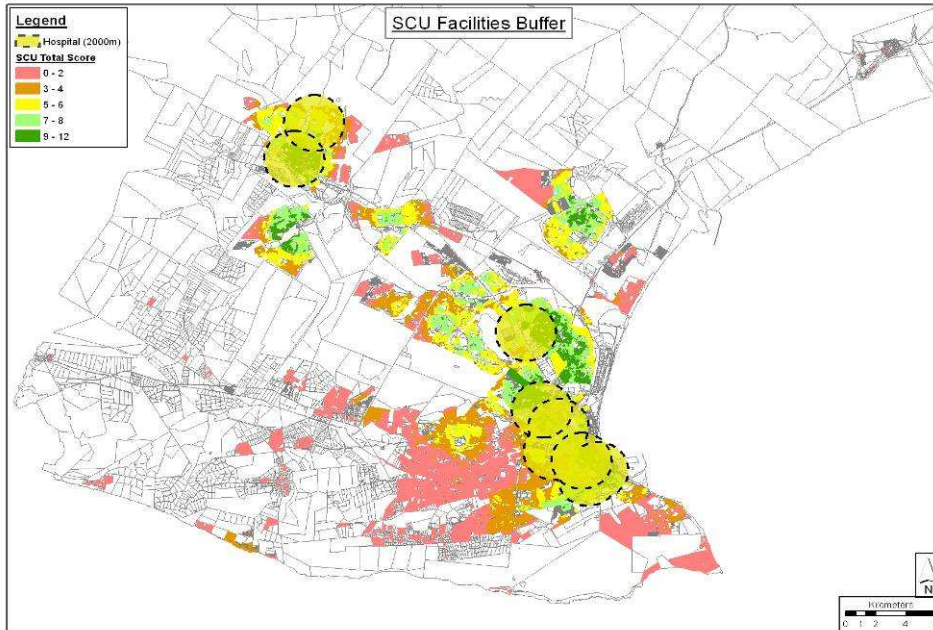 SCU Facilities Buffer
Legend
Hospital (2000m)
SCU Total Score
0 - 2
3 - 4
5 - 6
7 - 8
9 - 12
N
Kilometers
0 1 2 4